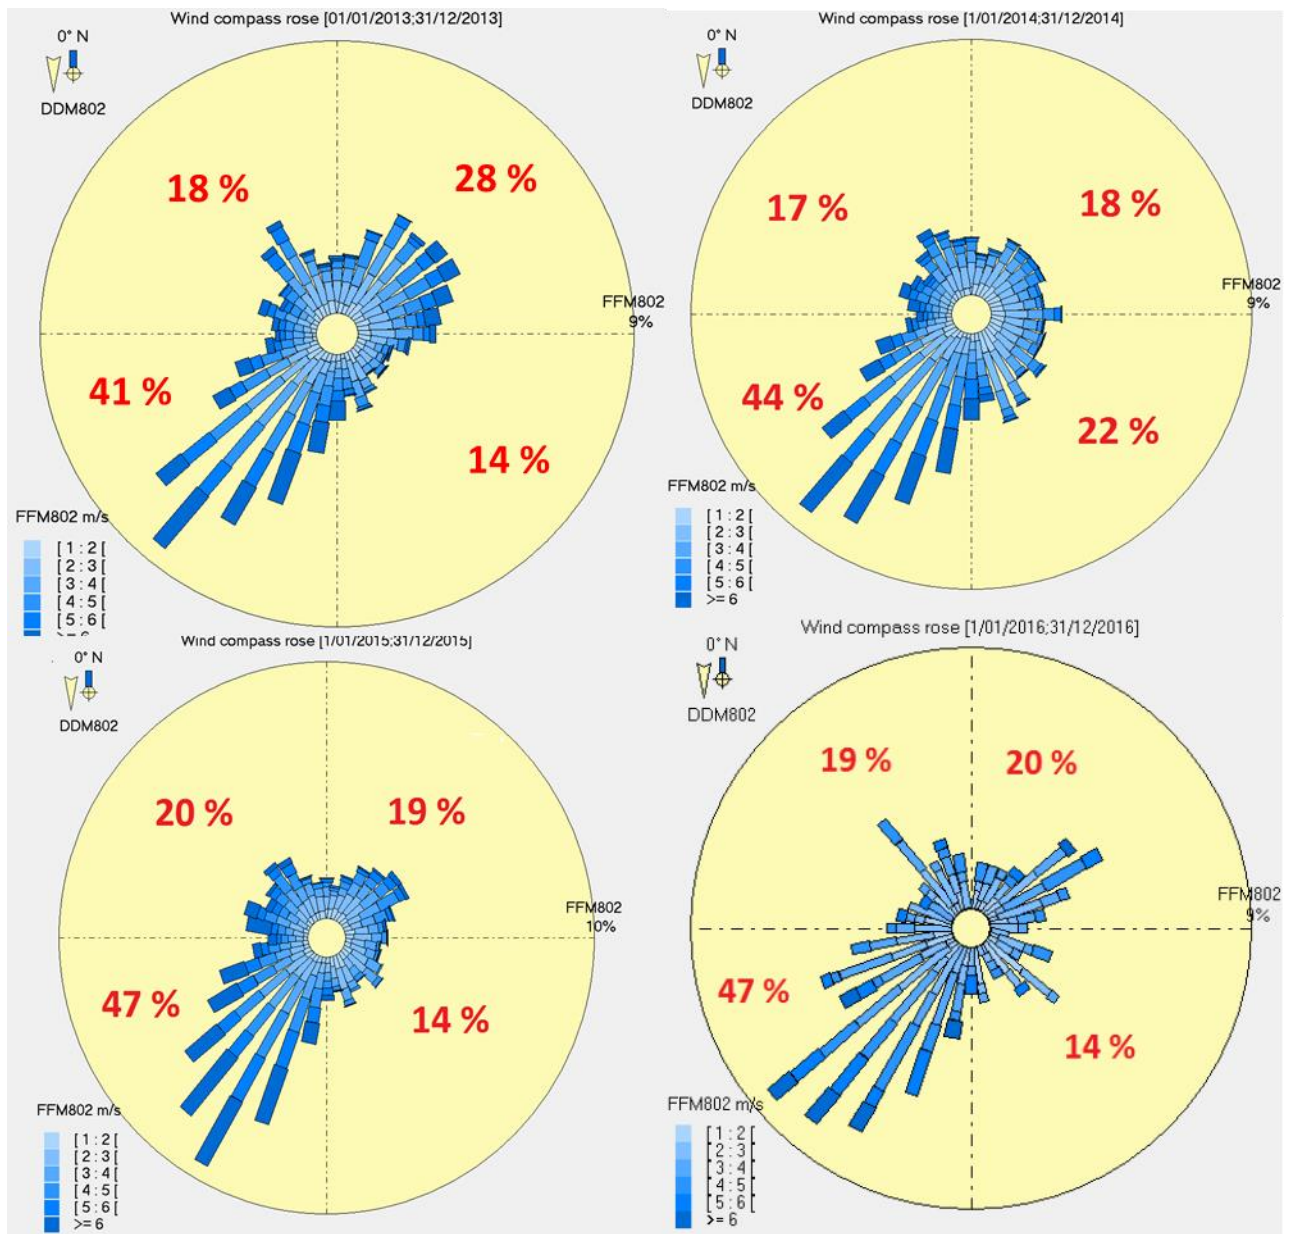 Wind compass rose [01/01/2013;31/12/2013]
0° N
DDM802
18 %
28 %
FFM802
9%
41 %
14 %
FFM802 m/s
[ 1 : 2 [
[ 2 : 3 [
[ 3 : 4 [
[ 4 : 5 [
[ 5 : 6 [
Wind compass rose [1/01/2014;31/12/2014]
0° N
DDM802
17 %
18 %
FFM802
9%
44 %
22 %
FFM802 m/s
[ 1 : 2 [
[ 2 : 3 [
[ 3 : 4 [
[ 4 : 5 [
[ 5 : 6 [
>= 6
Wind compass rose [1/01/2015;31/12/2015]
0° N
DDM802
20 %
19 %
FFM802
10%
47 %
14 %
FFM802 m/s
[ 1 : 2 [
[ 2 : 3 [
[ 3 : 4 [
[ 4 : 5 [
[ 5 : 6 [
>= 6
Wind compass rose [1/01/2016;31/12/2016]
0° N
DDM802
19 %
20 %
FFM802
9%
47 %
14 %
FFM802 m/s
[ 1 : 2 [
[ 2 : 3 [
[ 3 : 4 [
[ 4 : 5 [
[ 5 : 6 [
>= 6